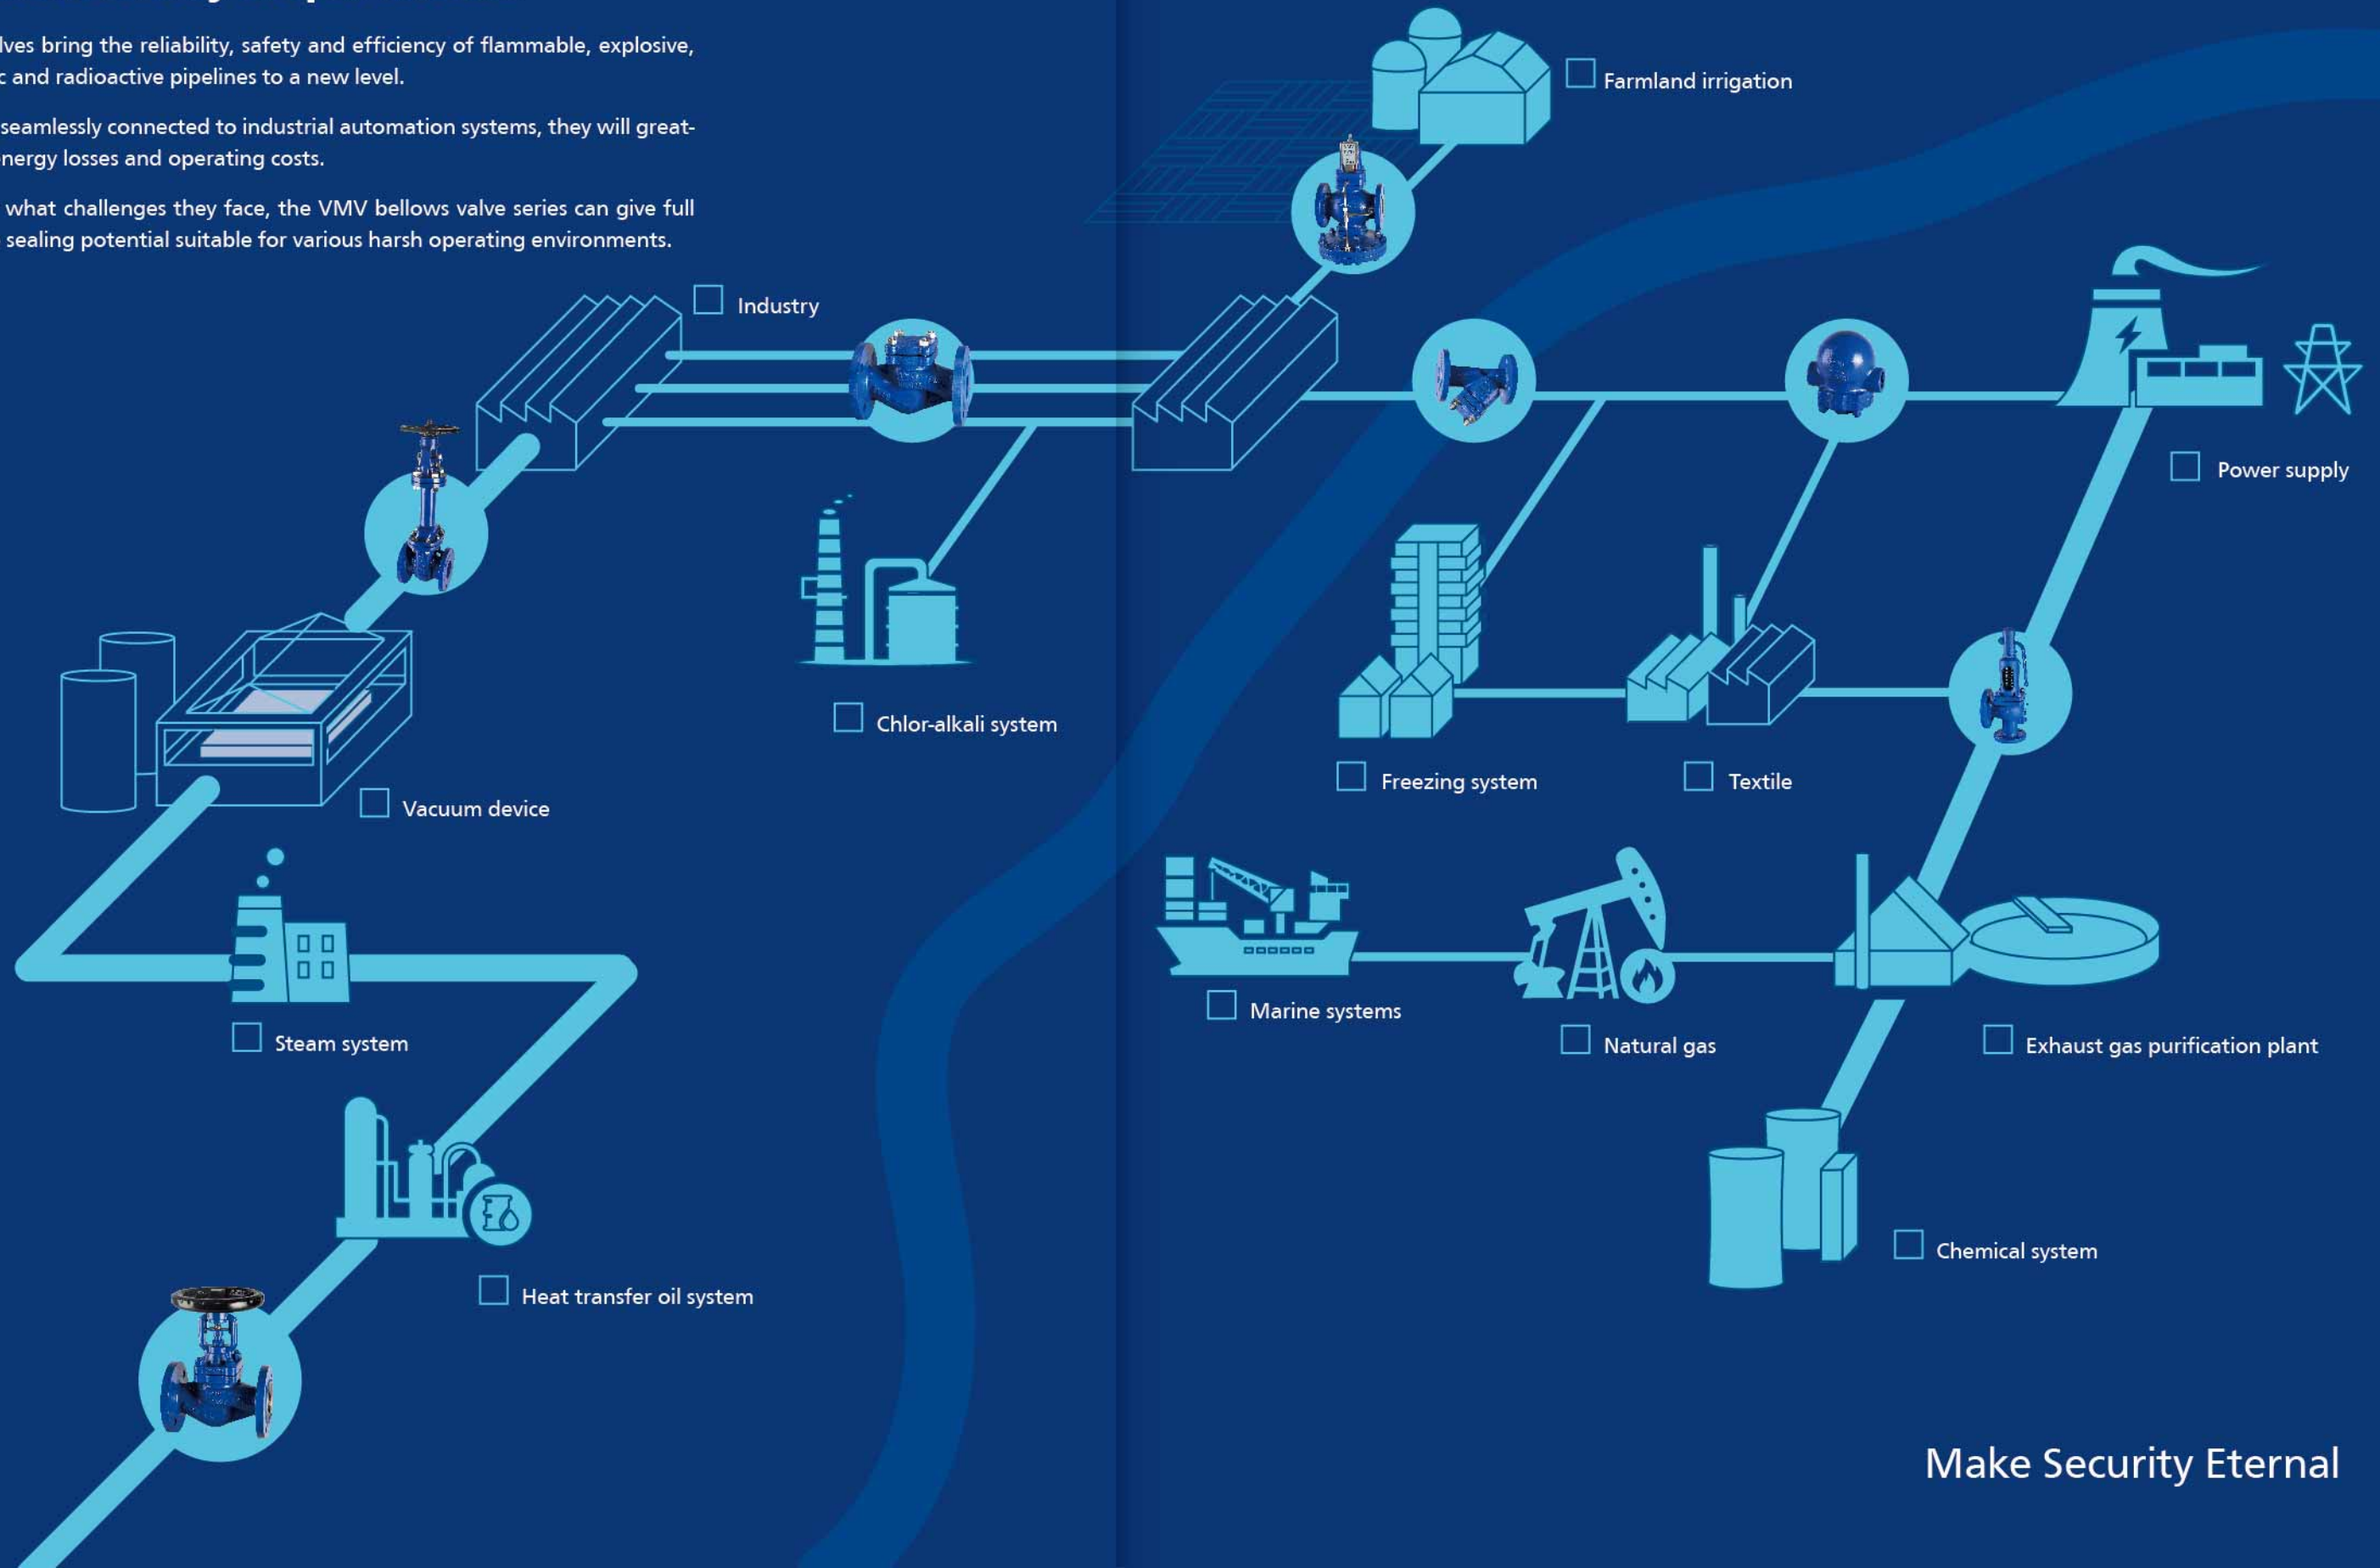 bring the reliability, safety and efficiency of flammable, explosive,
and radioactive pipelines to a new level.
seamlessly connected to industrial automation systems, they will great-
losses and operating costs.
what challenges they face, the VMV bellows valve series can give full
sealing potential suitable for various harsh operating environments.
Farmland irrigation
Industry
Power supply
Chlor-alkali system
Freezing system
Textile
Vacuum device
Marine systems
Steam system
Natural gas
Exhaust gas purification plant
Chemical system
Heat transfer oil system
Make Security Eternal